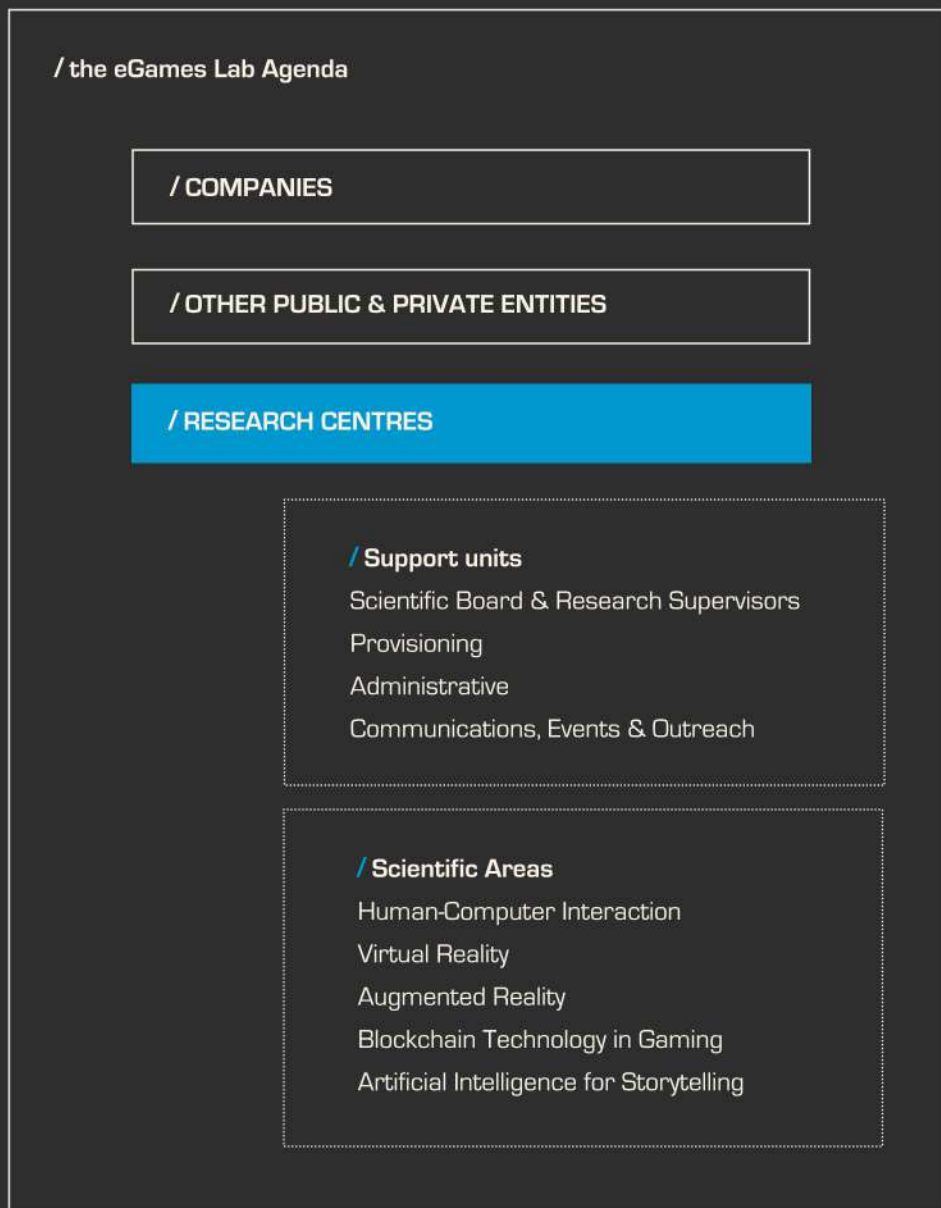 / the eGames Lab Agenda
/ COMPANIES
/ OTHER PUBLIC & PRIVATE ENTITIES
/ RESEARCH CENTRES
/ Support units
Scientific Board & Research Supervisors
Provisioning
Administrative
Communications, Events & Outreach
/ Scientific Areas
Human-Computer Interaction
Virtual Reality
Augmented Reality
Blockchain Technology in Gaming
Artificial Intelligence for Storytelling